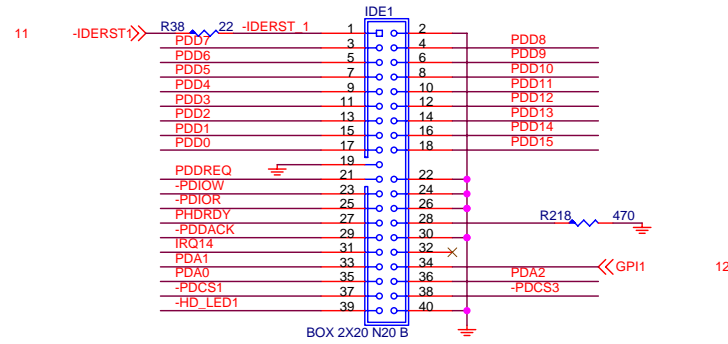 IDE1
11 -IDERST1 R38 22 -IDERST_1 1 2
PDD7 3 4 PDD8
PDD6 5 6 PDD9
PDD5 7 8 PDD10
PDD4 9 10 PDD11
PDD3 11 12 PDD12
PDD2 13 14 PDD13
PDD1 15 16 PDD14
PDD0 17 18 PDD15
19
PDDREQ 21 22
-PDIOW 23 24
-PDIOR 25 26
PHDRDY 27 28 R218 470
-PDDACK 29 30
IRQ14 31 32
PDA1 33 34 GPI1 12
PDA0 35 36 PDA2
-PDCS1 37 38 -PDCS3
-HD_LED1 39 40
BOX 2X20 N20 B